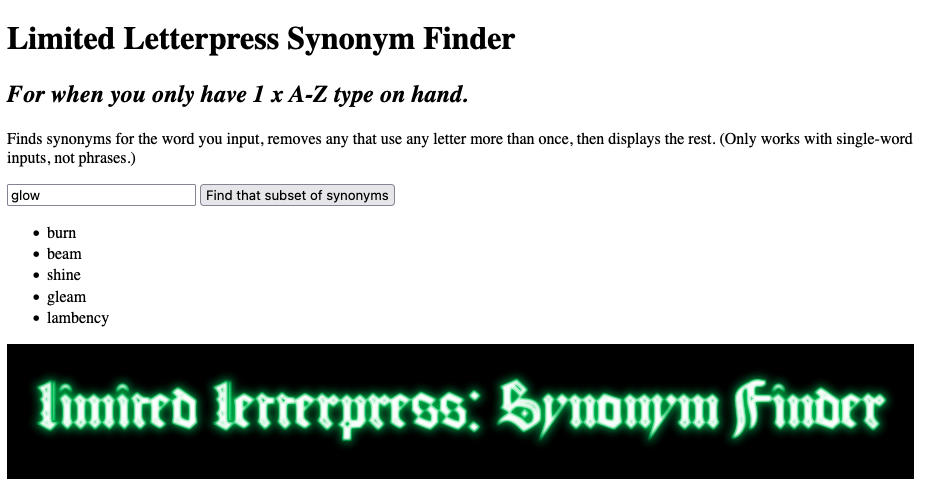 Limited Letterpress Synonym Finder
For when you only have 1 x A-Z type on hand.
Finds synonyms for the word you input, removes any that use any letter more than once, then displays the rest. (Only works with single-word
inputs, not phrases.)
glow Find that subset of synonyms
• burn
• beam
• shine
• gleam
• lambency
Limited Letterpress: Synonym Finder